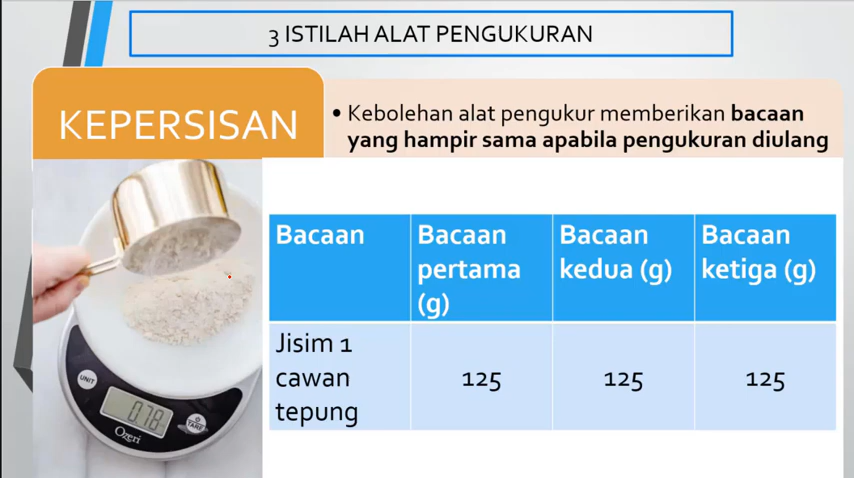 3 ISTILAH ALAT PENGUKURAN
KEPERSISAN
• Kebolehan alat pengukur memberikan bacaan
yang hampir sama apabila pengukuran diulang
Bacaan
Bacaan
pertama
(g)
Bacaan
kedua (g)
Bacaan
ketiga (g)
Jisim 1
cawan
tepung
125
125
125
UNIT
078
TARE
Ozeri